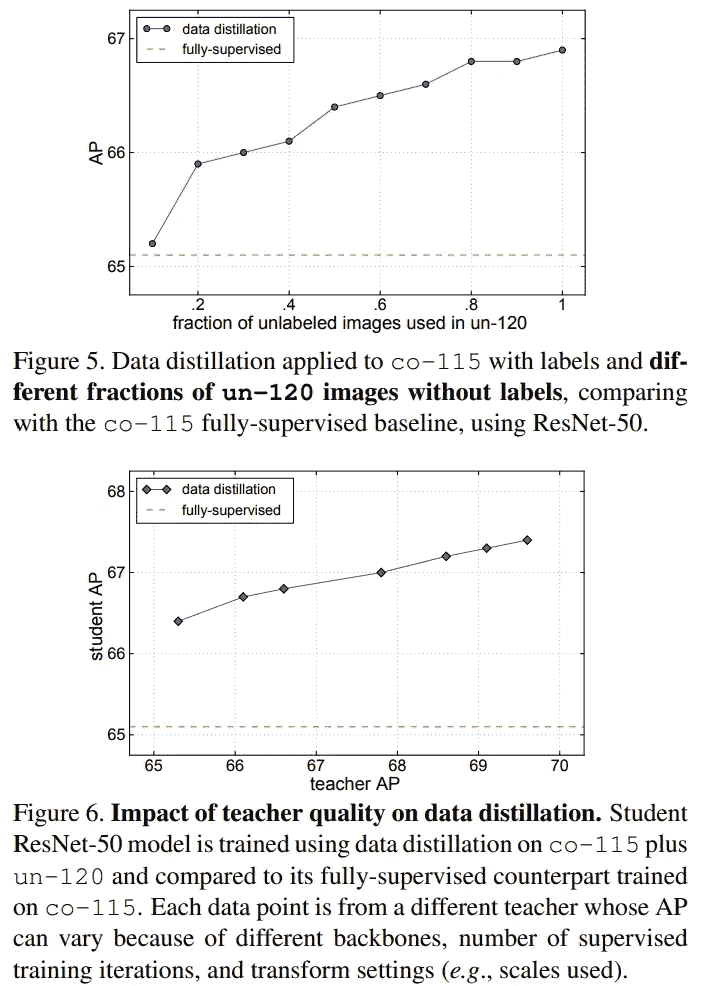 67
66
65
AP
data distillation
fully-supervised
.2 .4 .6 .8 1
fraction of unlabeled images used in un-120
Figure 5. Data distillation applied to co-115 with labels and dif-
ferent fractions of un-120 images without labels, comparing
with the co-115 fully-supervised baseline, using ResNet-50.
68
67
66
65
student AP
data distillation
fully-supervised
65 66 67 68 69 70
teacher AP
Figure 6. Impact of teacher quality on data distillation. Student
ResNet-50 model is trained using data distillation on co-115 plus
un-120 and compared to its fully-supervised counterpart trained
on co-115. Each data point is from a different teacher whose AP
can vary because of different backbones, number of supervised
training iterations, and transform settings (e.g., scales used).